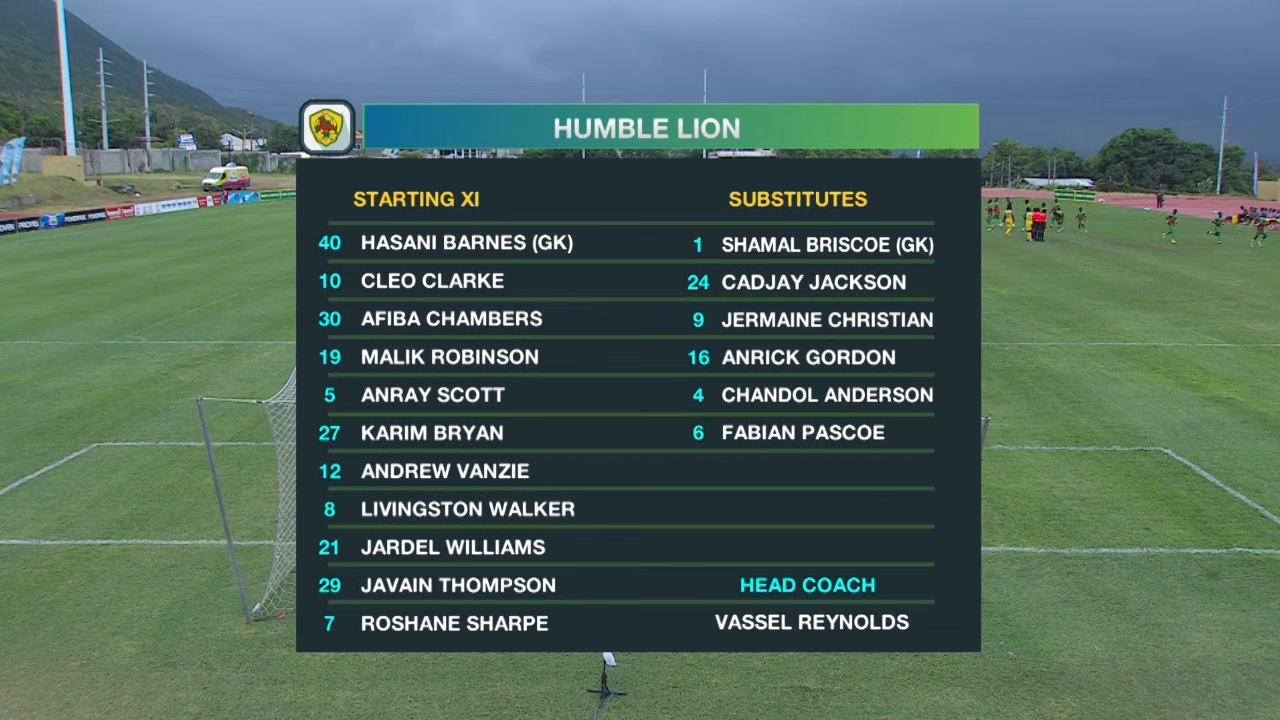 HUMBLE LION
STARTING XI
40 HASANI BARNES (GK)
10 CLEO CLARKE
30 AFIBA CHAMBERS
19 MALIK ROBINSON
5 ANRAY SCOTT
27 KARIM BRYAN
12 ANDREW VANZIE
8 LIVINGSTON WALKER
21 JARDEL WILLIAMS
29 JAVAIN THOMPSON
7 ROSHANE SHARPE
SUBSTITUTES
1 SHAMAL BRISCOE (GK)
24 CADJAY JACKSON
9 JERMAINE CHRISTIAN
16 ANRICK GORDON
4 CHANDOL ANDERSON
6 FABIAN PASCOE
HEAD COACH
VASSEL REYNOLDS